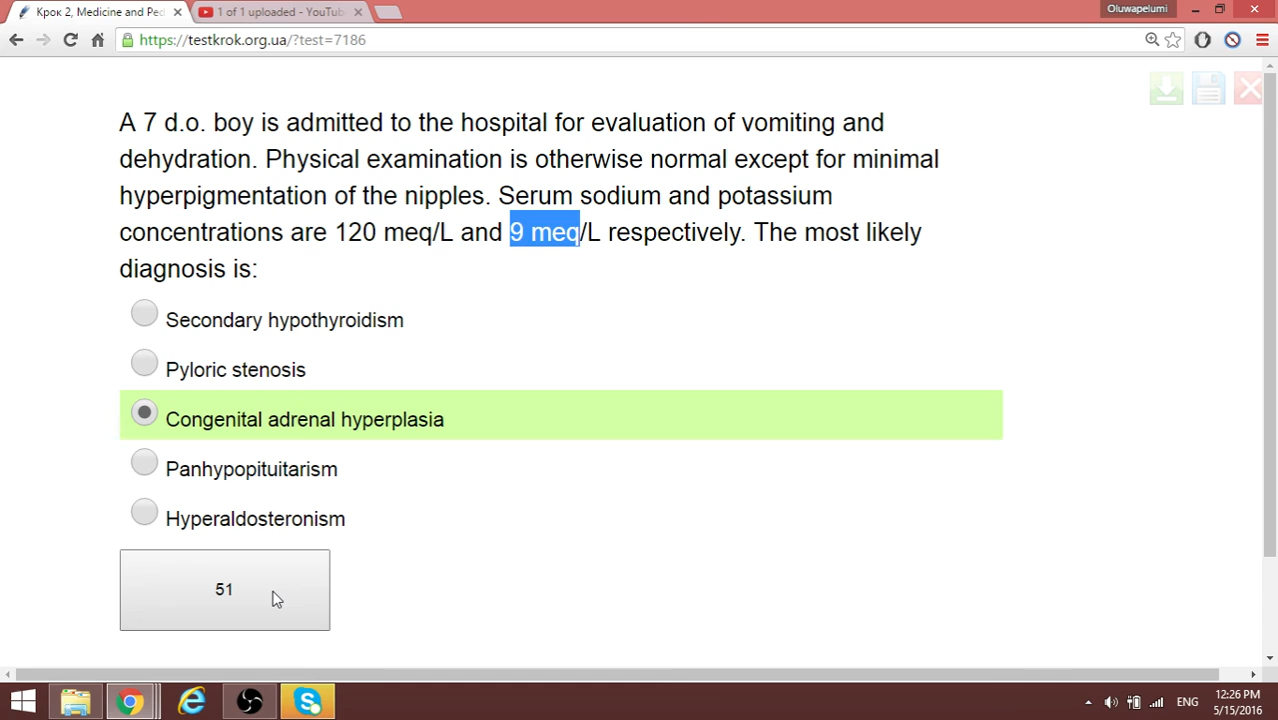 Крок 2, Medicine and Ped
1 of 1 uploaded - YouTub
Oluwapelumi
https://testkrok.org.ua/?test=7186
A 7 d.o. boy is admitted to the hospital for evaluation of vomiting and
dehydration. Physical examination is otherwise normal except for minimal
hyperpigmentation of the nipples. Serum sodium and potassium
concentrations are 120 meq/L and 9 meq/L respectively. The most likely
diagnosis is:
Secondary hypothyroidism
Pyloric stenosis
Congenital adrenal hyperplasia
Panhypopituitarism
Hyperaldosteronism
51
ENG
12:26 PM
5/15/2016